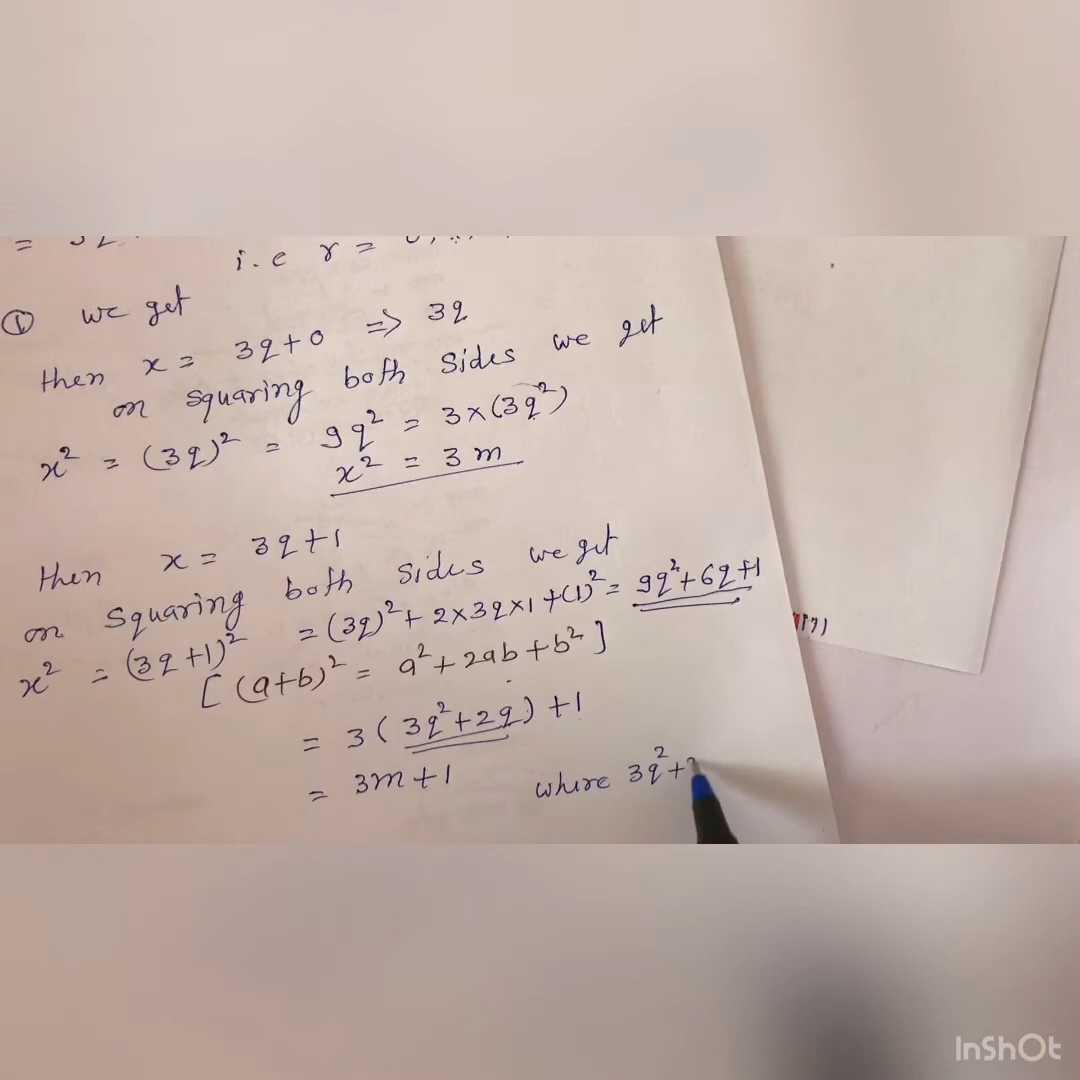 i.e r =
① we get
then x = 3q+0 => 3q
on squaring both sides we get
x² = (3q)² = 9q² = 3×(3q²)
x² = 3m
then x = 3q+1
on squaring both sides we get
x² = (3q+1)² = (3q)²+2×3q×1+(1)² = 9q²+6q+1
[(a+b)² = a²+2ab+b²]
= 3(3q²+2q)+1
= 3m+1 where 3q²+
InShOt